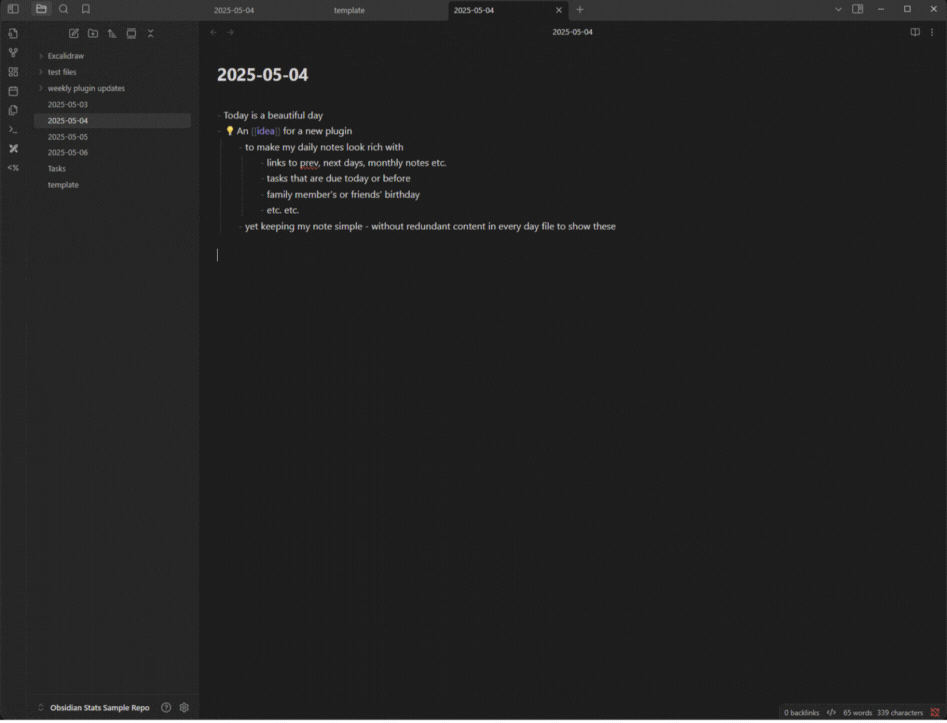 2025-05-04
template
2025-05-04
2025-05-04
Excalidraw
test files
weekly plugin updates
2025-05-03
2025-05-04
2025-05-05
2025-05-06
Tasks
template
2025-05-04
- Today is a beautiful day
- 💡 An [[idea]] for a new plugin
- to make my daily notes look rich with
- links to prev, next days, monthly notes etc.
- tasks that are due today or before
- family member's or friends' birthday
- etc. etc.
- yet keeping my note simple - without redundant content in every day file to show these
Obsidian Stats Sample Repo
0 backlinks </> 65 words 339 characters